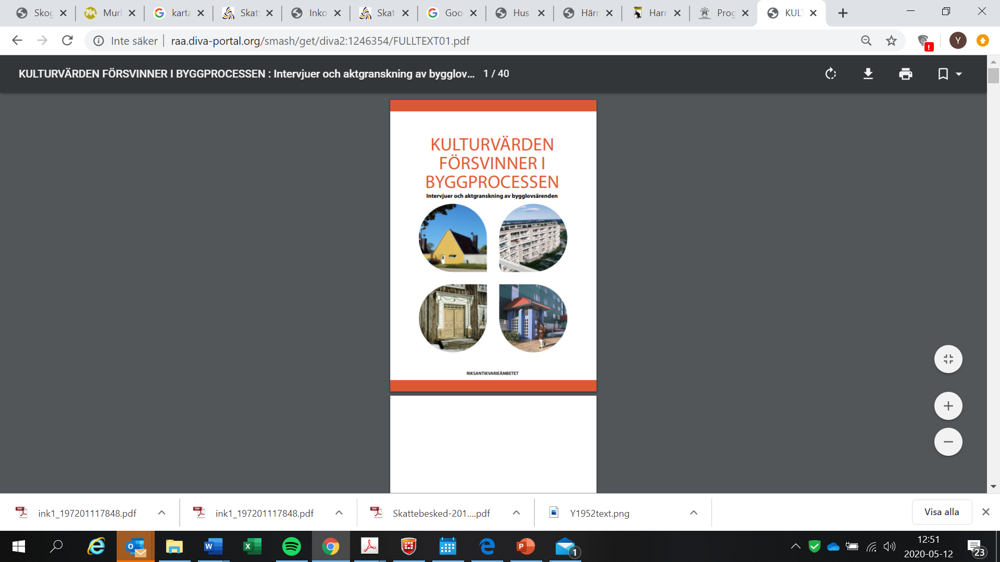 Skog
Murl
karta
Skatt
Inko
Skat
Goo
Hus
Härr
Harr
Prog
KULT
Inte säker
raa.diva-portal.org/smash/get/diva2:1246354/FULLTEXT01.pdf
Y
KULTURVÄRDEN FÖRSVINNER I BYGGPROCESSEN : Intervjuer och aktgranskning av bygglov... 1 / 40
KULTURVÄRDEN
FÖRSVINNER I
BYGGPROCESSEN
Intervjuer och aktgranskning av bygglovsärenden
RIKSANTIKVARIEÄMBETET
ink1_197201117848.pdf
ink1_197201117848.pdf
Skattebesked-201....pdf
Y1952text.png
Visa alla
1
12:51
2020-05-12
23